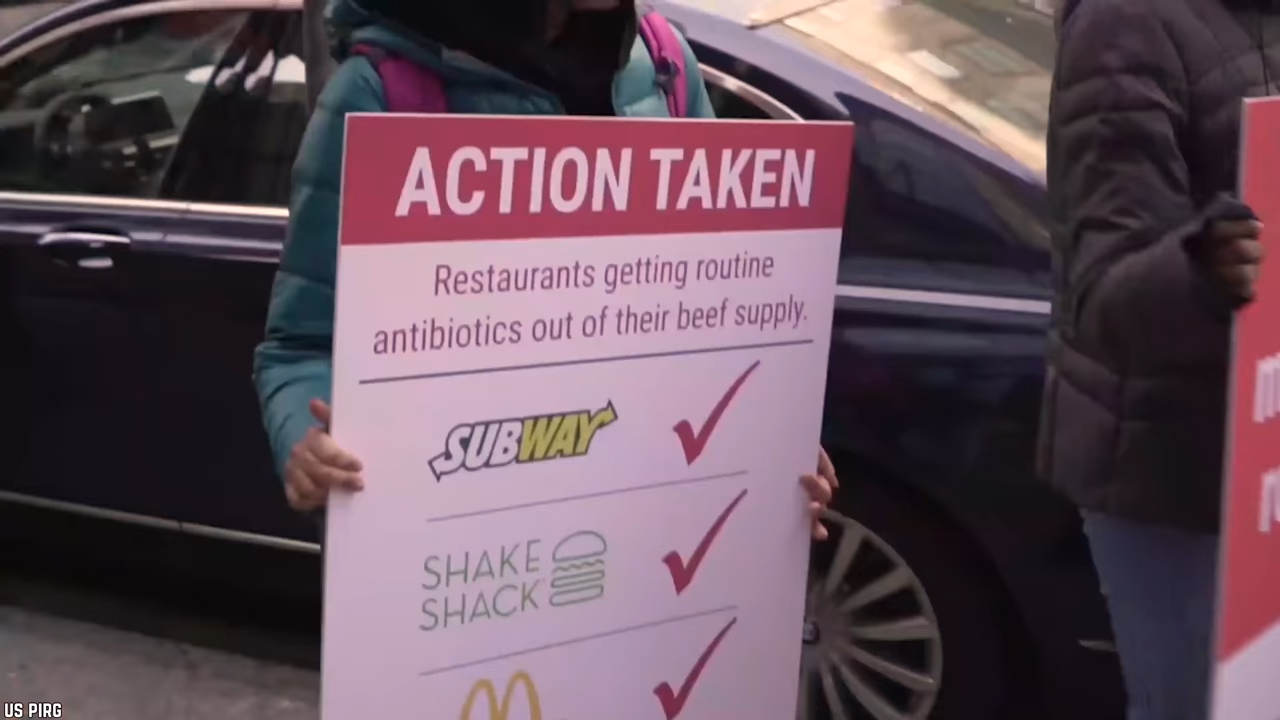 ACTION TAKEN
Restaurants getting routine
antibiotics out of their beef supply.
SUBWAY
SHAKE
SHACK
US PIRG